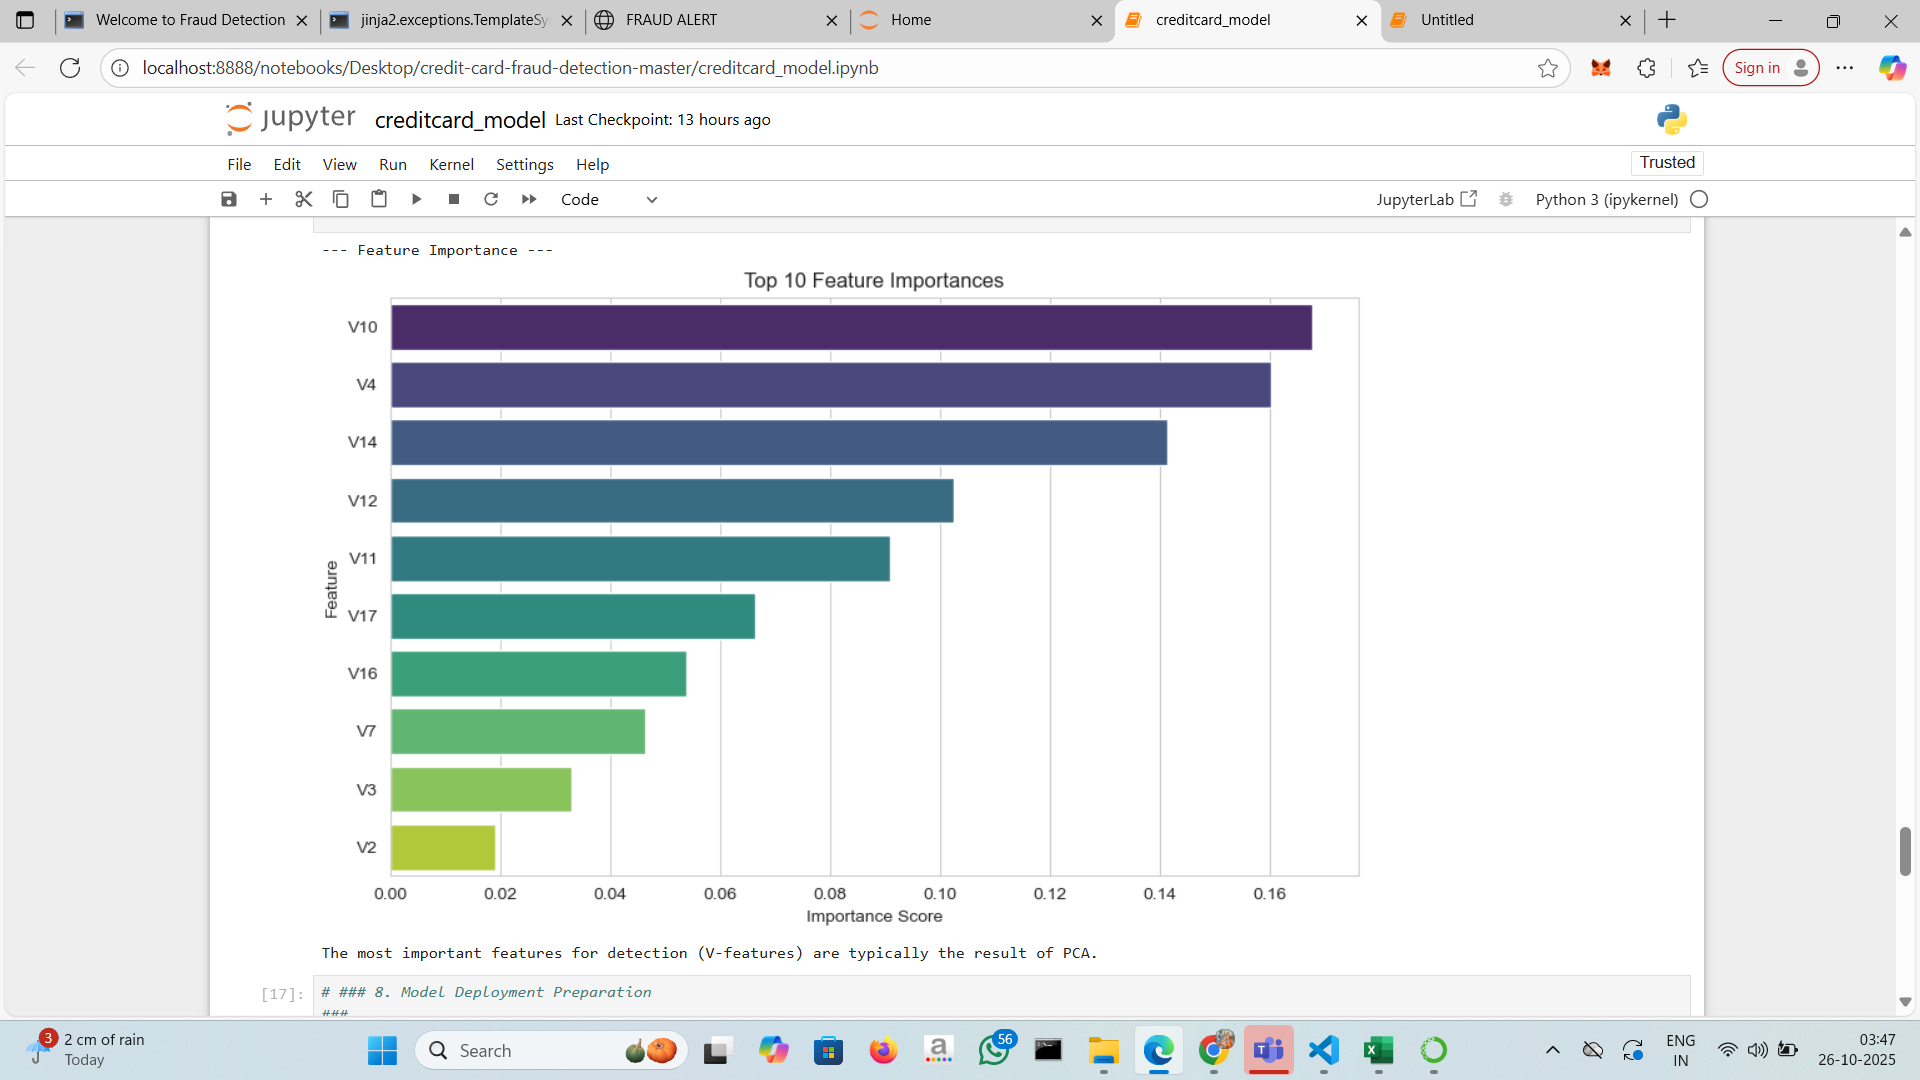 Welcome to Fraud Detection
jinja2.exceptions.TemplateSy
FRAUD ALERT
Home
creditcard_model
Untitled
localhost:8888/notebooks/Desktop/credit-card-fraud-detection-master/creditcard_model.ipynb
Sign in
jupyter creditcard_model Last Checkpoint: 13 hours ago
File Edit View Run Kernel Settings Help
Trusted
Code
JupyterLab
Python 3 (ipykernel)
--- Feature Importance ---
Top 10 Feature Importances
V10
V4
V14
V12
V11
V17
V16
V7
V3
V2
Feature
0.00 0.02 0.04 0.06 0.08 0.10 0.12 0.14 0.16
Importance Score
The most important features for detection (V-features) are typically the result of PCA.
[17]: # ### 8. Model Deployment Preparation
###
3
2 cm of rain
Today
Search
a
56
ENG
IN
03:47
26-10-2025